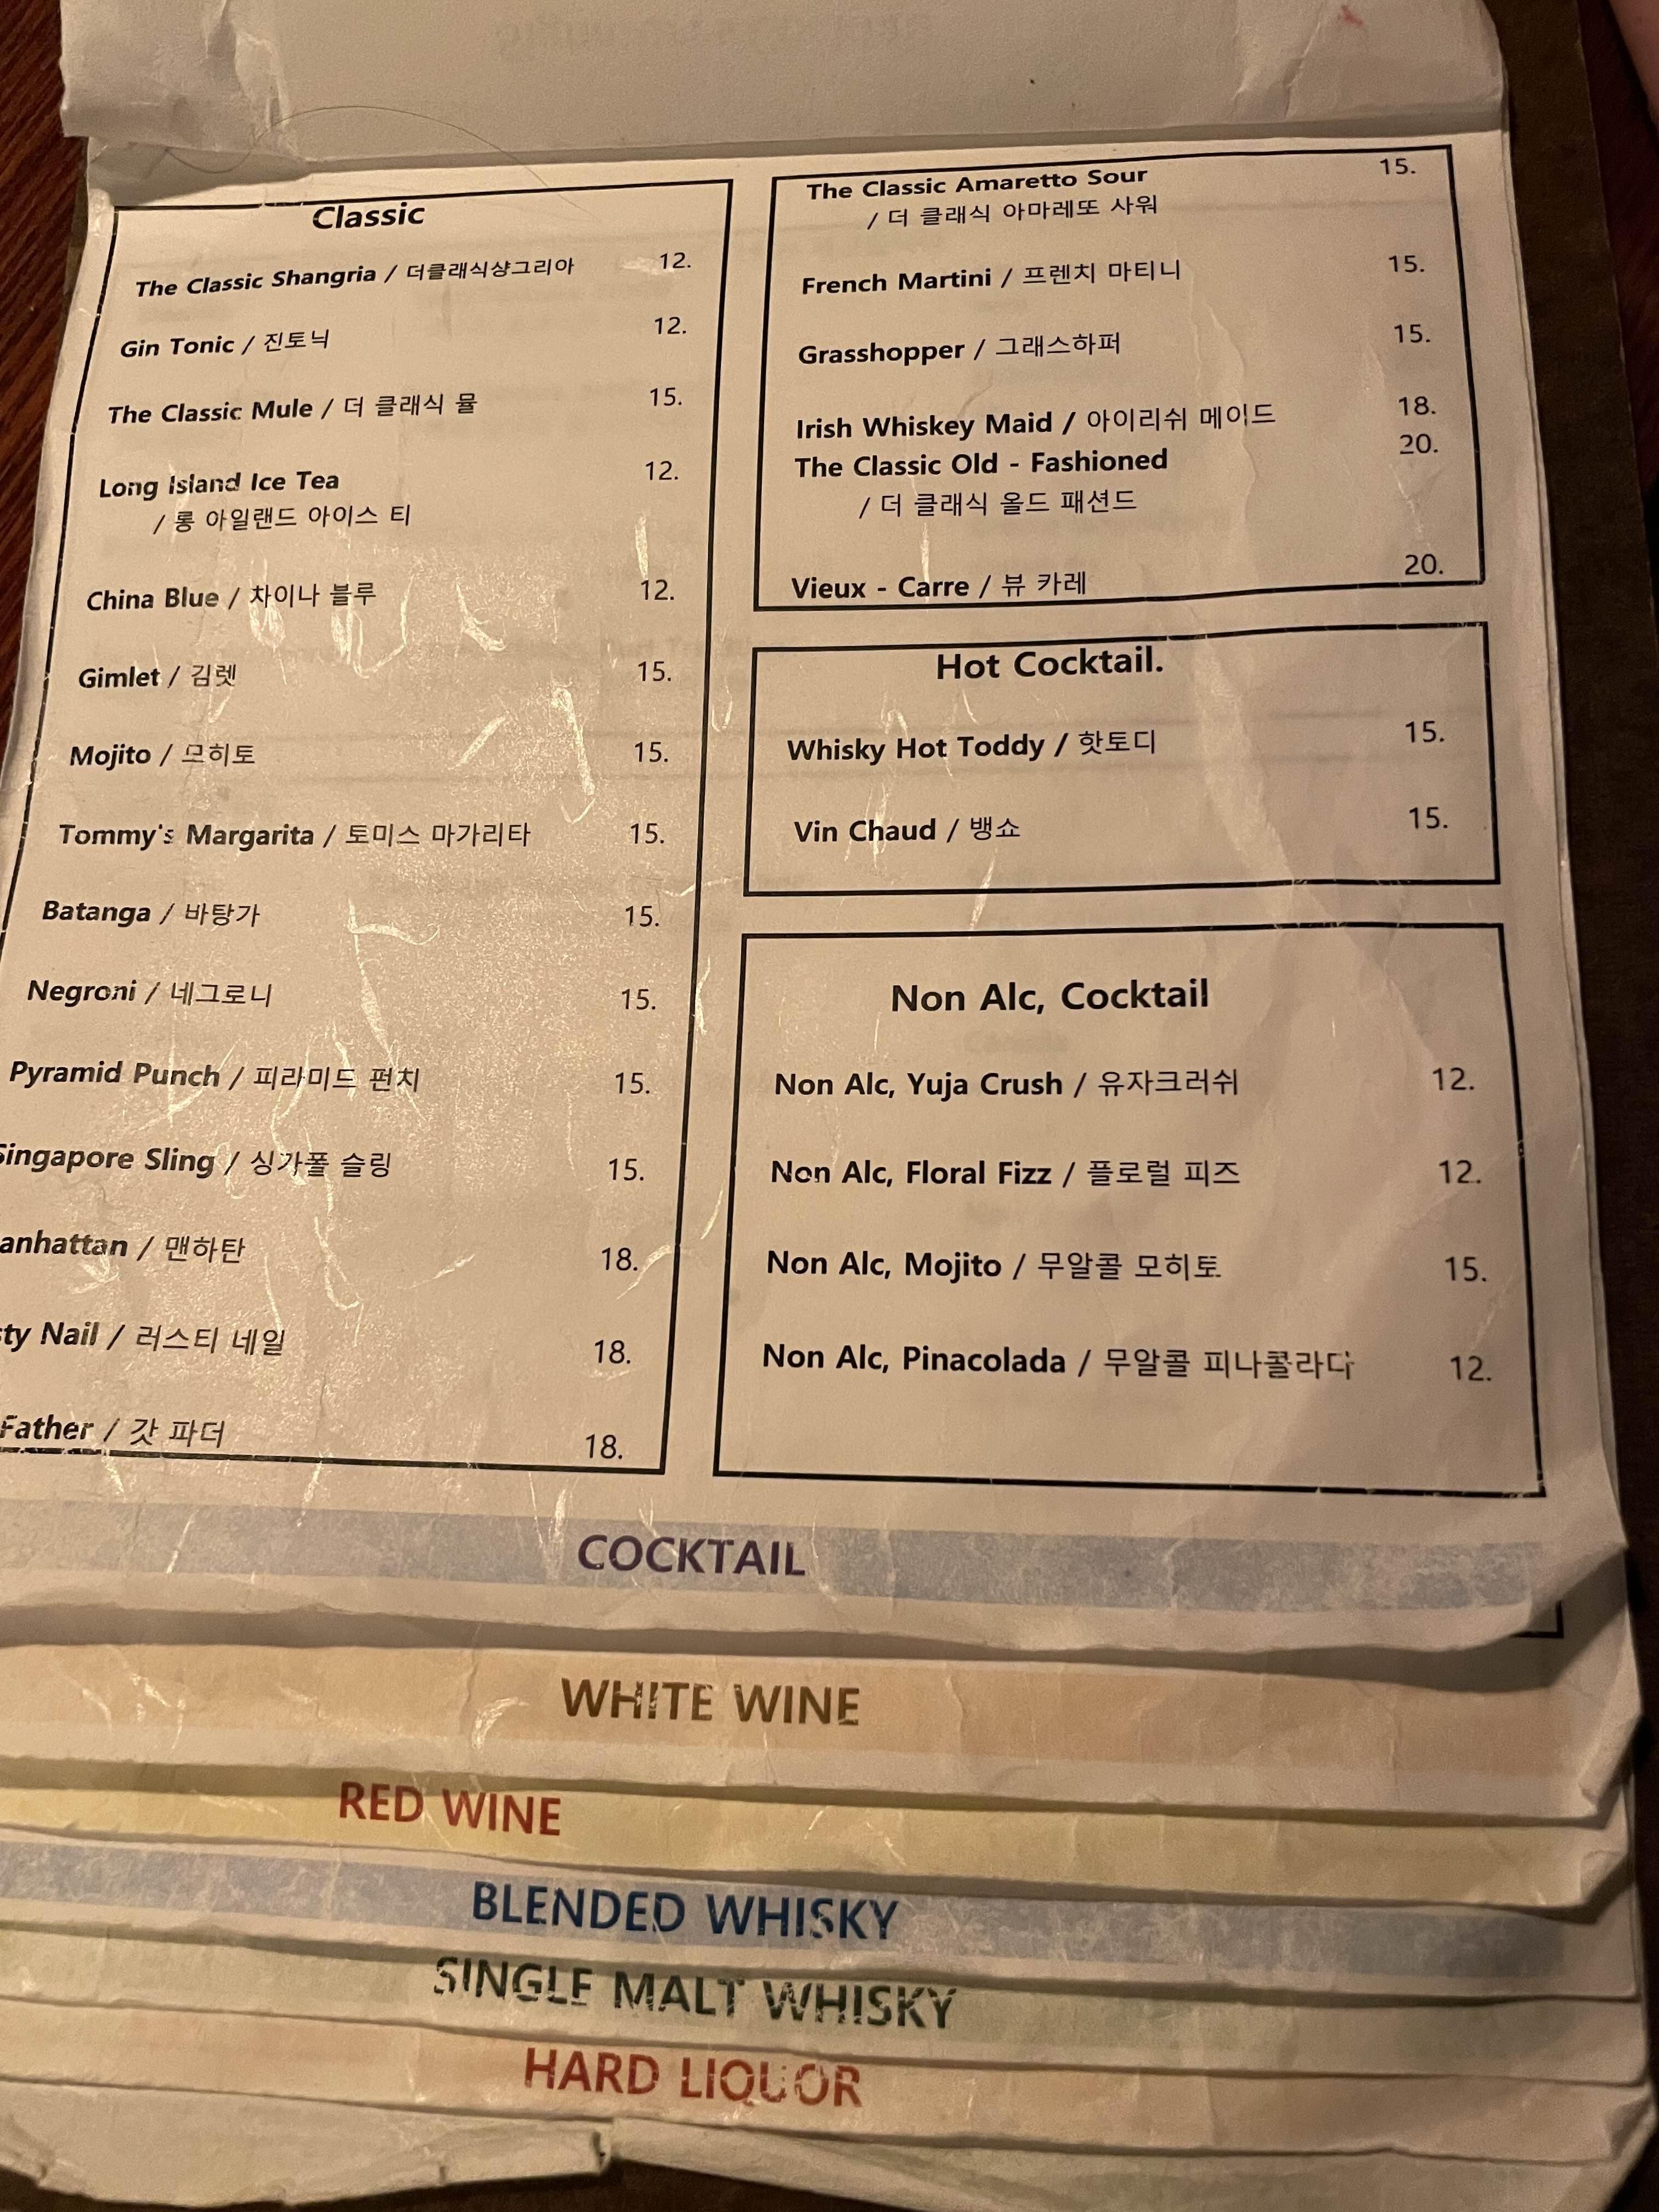 Classic
The Classic Shangria / 더클래식샹그리아 12.
Gin Tonic / 진토닉 12.
The Classic Mule / 더 클래식 뮬 15.
Long Island Ice Tea 12.
/ 롱 아일랜드 아이스 티
China Blue / 차이나 블루 12.
Gimlet / 김렛 15.
Mojito / 모히토 15.
Tommy's Margarita / 토미스 마가리타 15.
Batanga / 바탕가 15.
Negroni / 네그로니 15.
Pyramid Punch / 피라미드 펀치 15.
Singapore Sling / 싱가폴 슬링 15.
anhattan / 맨하탄 18.
ty Nail / 러스티 네일 18.
Father / 갓 파더 18.
The Classic Amaretto Sour 15.
/ 더 클래식 아마레또 사워
French Martini / 프렌치 마티니 15.
Grasshopper / 그래스하퍼 15.
Irish Whiskey Maid / 아이리쉬 메이드 18.
The Classic Old - Fashioned 20.
/ 더 클래식 올드 패션드
Vieux - Carre / 뷰 카레 20.
Hot Cocktail.
Whisky Hot Toddy / 핫토디 15.
Vin Chaud / 뱅쇼 15.
Non Alc, Cocktail
Non Alc, Yuja Crush / 유자크러쉬 12.
Non Alc, Floral Fizz / 플로럴 피즈 12.
Non Alc, Mojito / 무알콜 모히토 15.
Non Alc, Pinacolada / 무알콜 피나콜라다 12.
COCKTAIL
WHITE WINE
RED WINE
BLENDED WHISKY
SINGLE MALT WHISKY
HARD LIQUOR